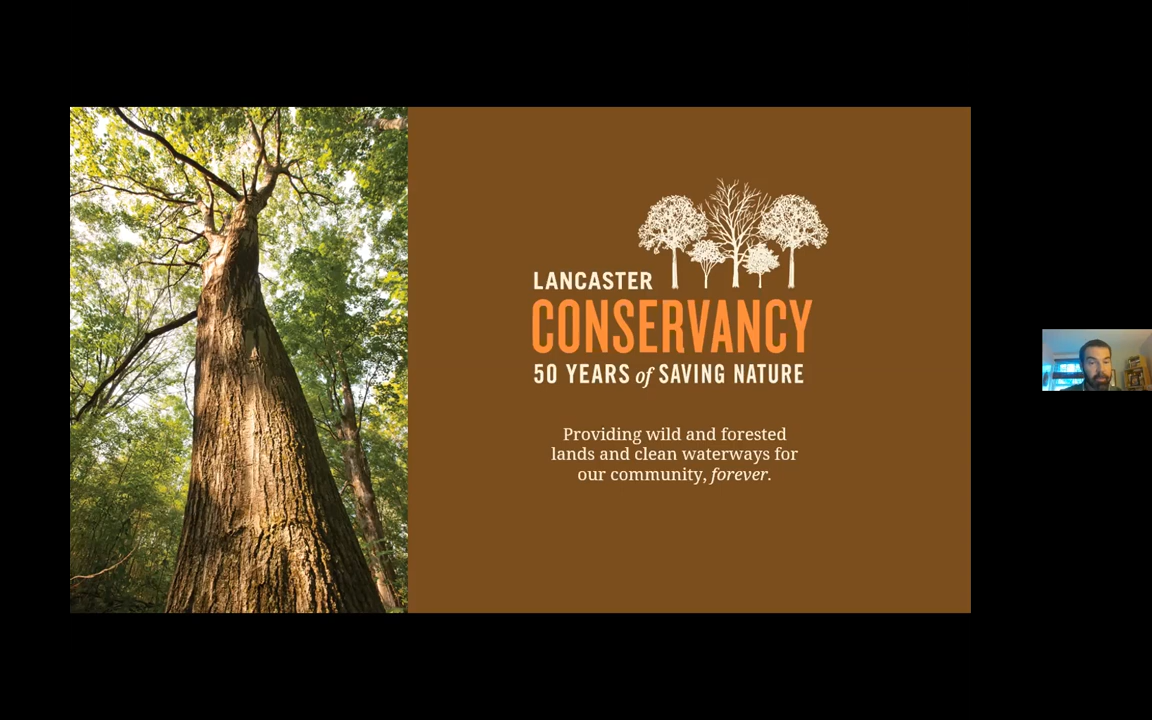 LANCASTER
CONSERVANCY
50 YEARS of SAVING NATURE
Providing wild and forested
lands and clean waterways for
our community, forever.